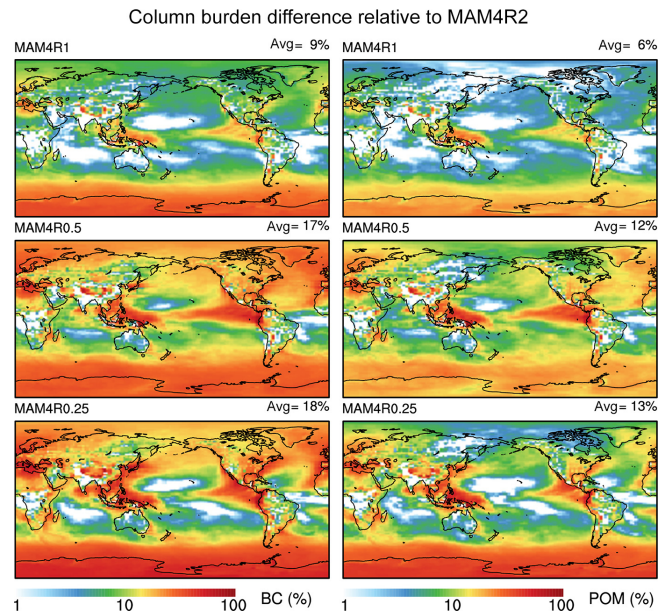 Column burden difference relative to MAM4R2
MAM4R1 Avg= 9% MAM4R1 Avg= 6%
MAM4R0.5 Avg= 17% MAM4R0.5 Avg= 12%
MAM4R0.25 Avg= 18% MAM4R0.25 Avg= 13%
1 10 100 BC (%) 1 10 100 POM (%)